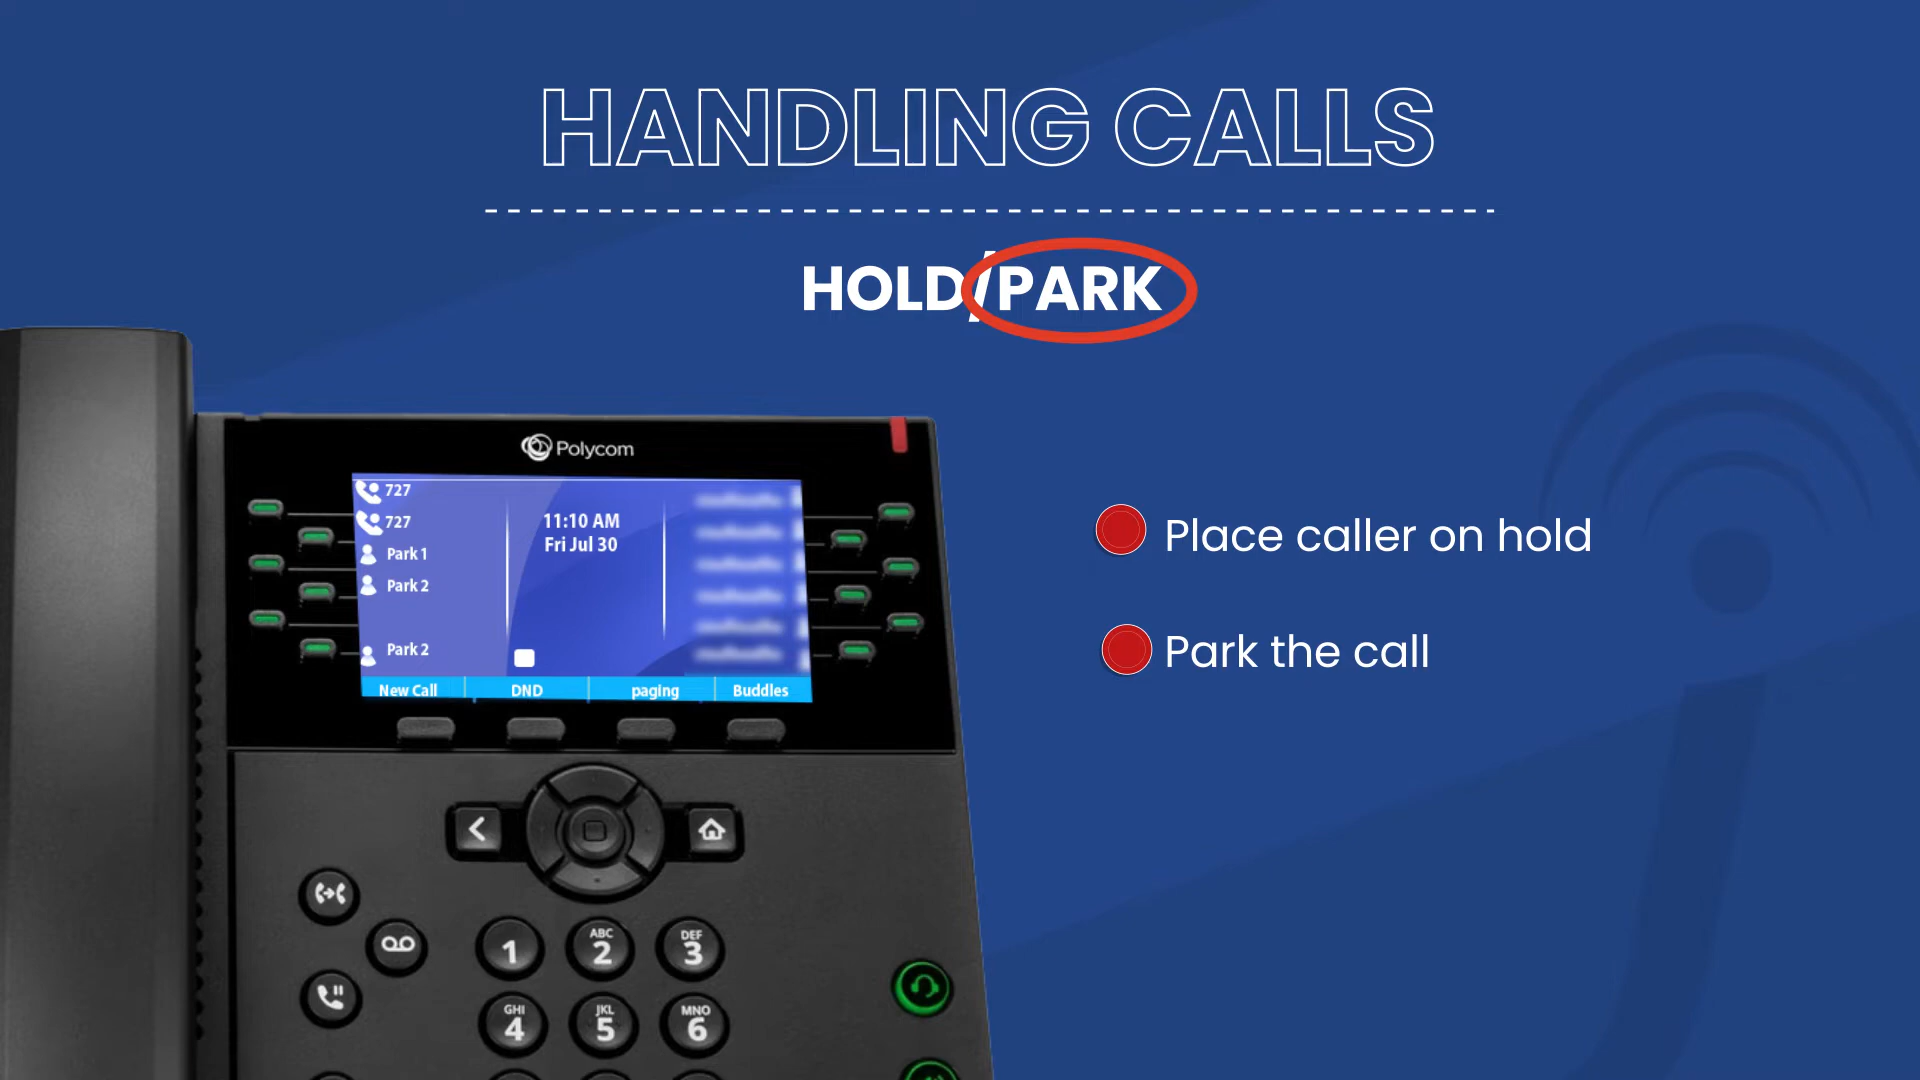 HANDLING CALLS
HOLD/PARK
Polycom
727
727
Park 1
Park 2
Park 2
11:10 AM
Fri Jul 30
New Call
DND
paging
Buddles
Place caller on hold
Park the call
1
ABC
2
DEF
3
GHI
4
JKL
5
MNO
6